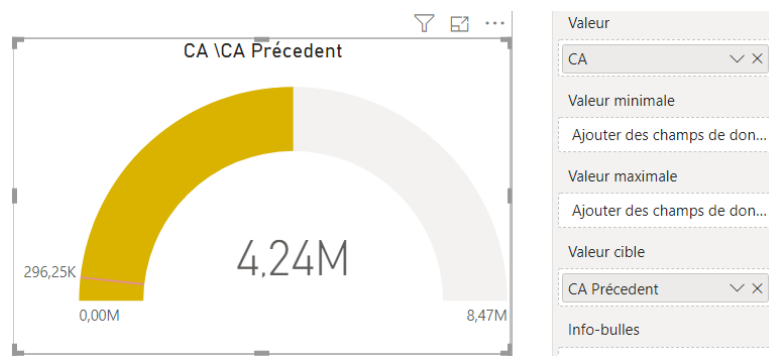 CA \CA Précedent
4,24M
296,25K
0,00M
8,47M
Valeur
CA
Valeur minimale
Ajouter des champs de don...
Valeur maximale
Ajouter des champs de don...
Valeur cible
CA Précedent
Info-bulles